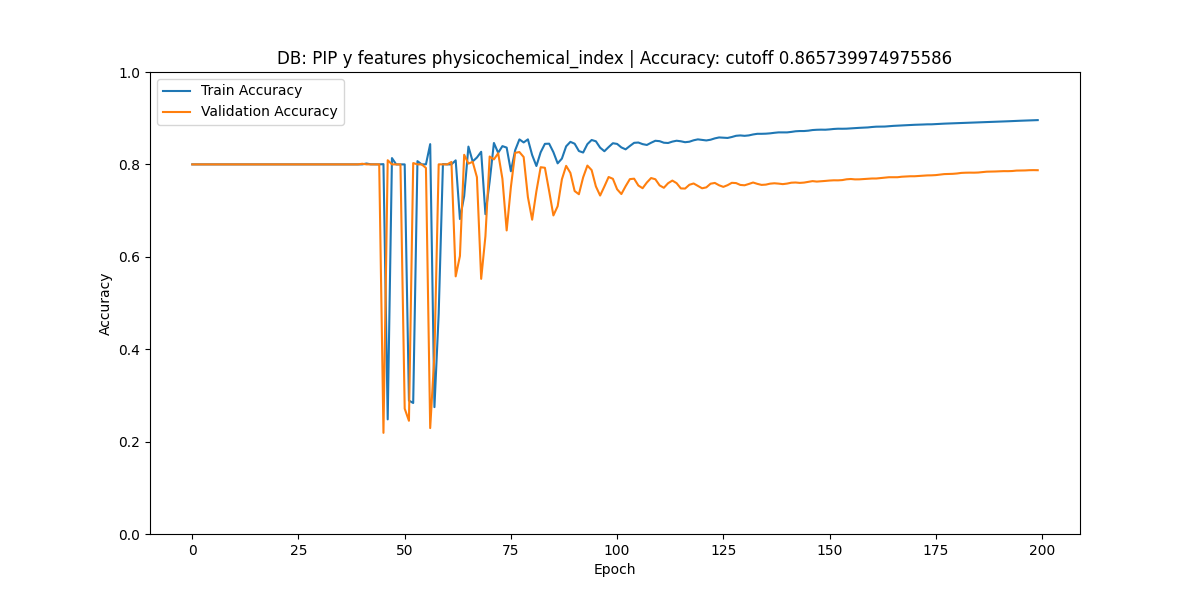 DB: PIP y features physicochemical_index | Accuracy: cutoff 0.865739974975586
1.0
Train Accuracy
Validation Accuracy
0.8
0.6
Accuracy
0.4
0.2
0.0
0 25 50 75 100 125 150 175 200
Epoch